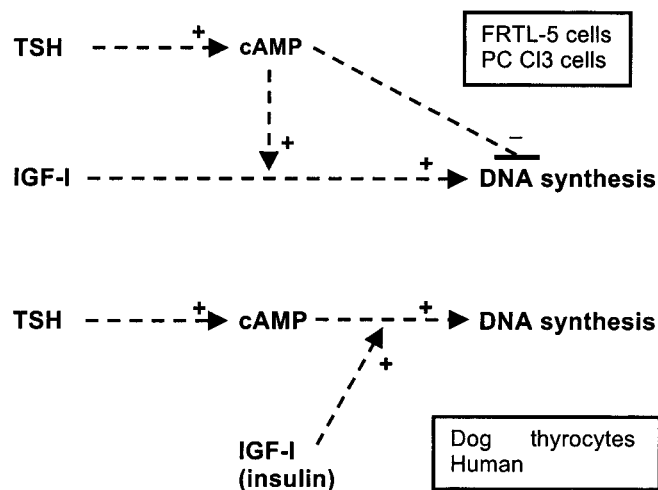 TSH + cAMP
FRTL-5 cells
PC Cl3 cells
+
−
IGF-I + DNA synthesis
TSH + cAMP + DNA synthesis
+
IGF-I
(insulin)
Dog thyrocytes
Human